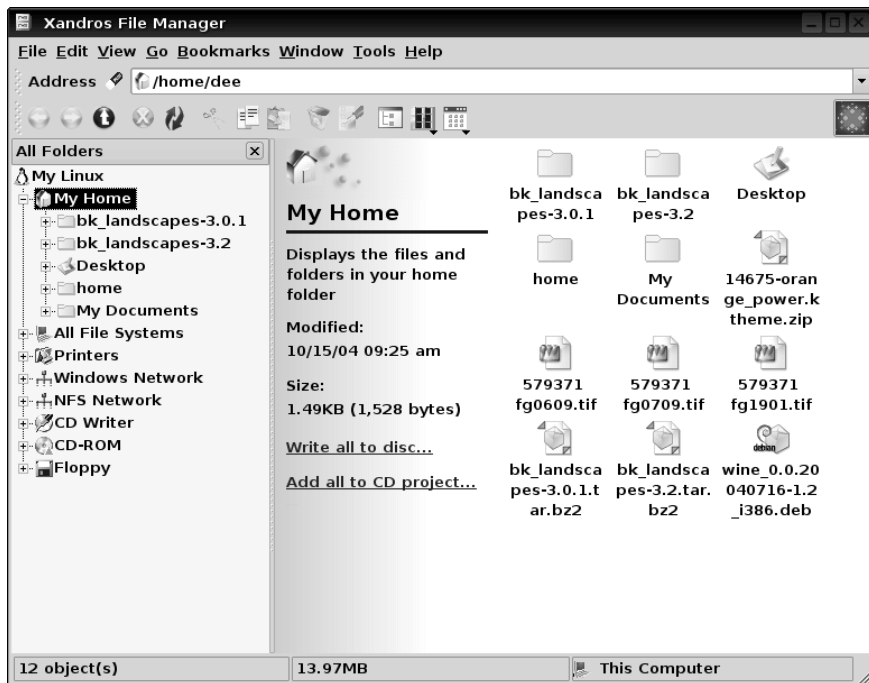 Xandros File Manager
File Edit View Go Bookmarks Window Tools Help
Address /home/dee
All Folders
My Linux
My Home
bk_landscapes-3.0.1
bk_landscapes-3.2
Desktop
home
My Documents
All File Systems
Printers
Windows Network
NFS Network
CD Writer
CD-ROM
Floppy
My Home
Displays the files and
folders in your home
folder
Modified:
10/15/04 09:25 am
Size:
1.49KB (1,528 bytes)
Write all to disc...
Add all to CD project...
bk_landsca
pes-3.0.1
bk_landsca
pes-3.2
Desktop
home
My
Documents
14675-oran
ge_power.k
theme.zip
579371
fg0609.tif
579371
fg0709.tif
579371
fg1901.tif
bk_landsca
pes-3.0.1.t
ar.bz2
bk_landsca
pes-3.2.tar.
bz2
debian
wine_0.0.20
040716-1.2
_i386.deb
12 object(s)
13.97MB
This Computer